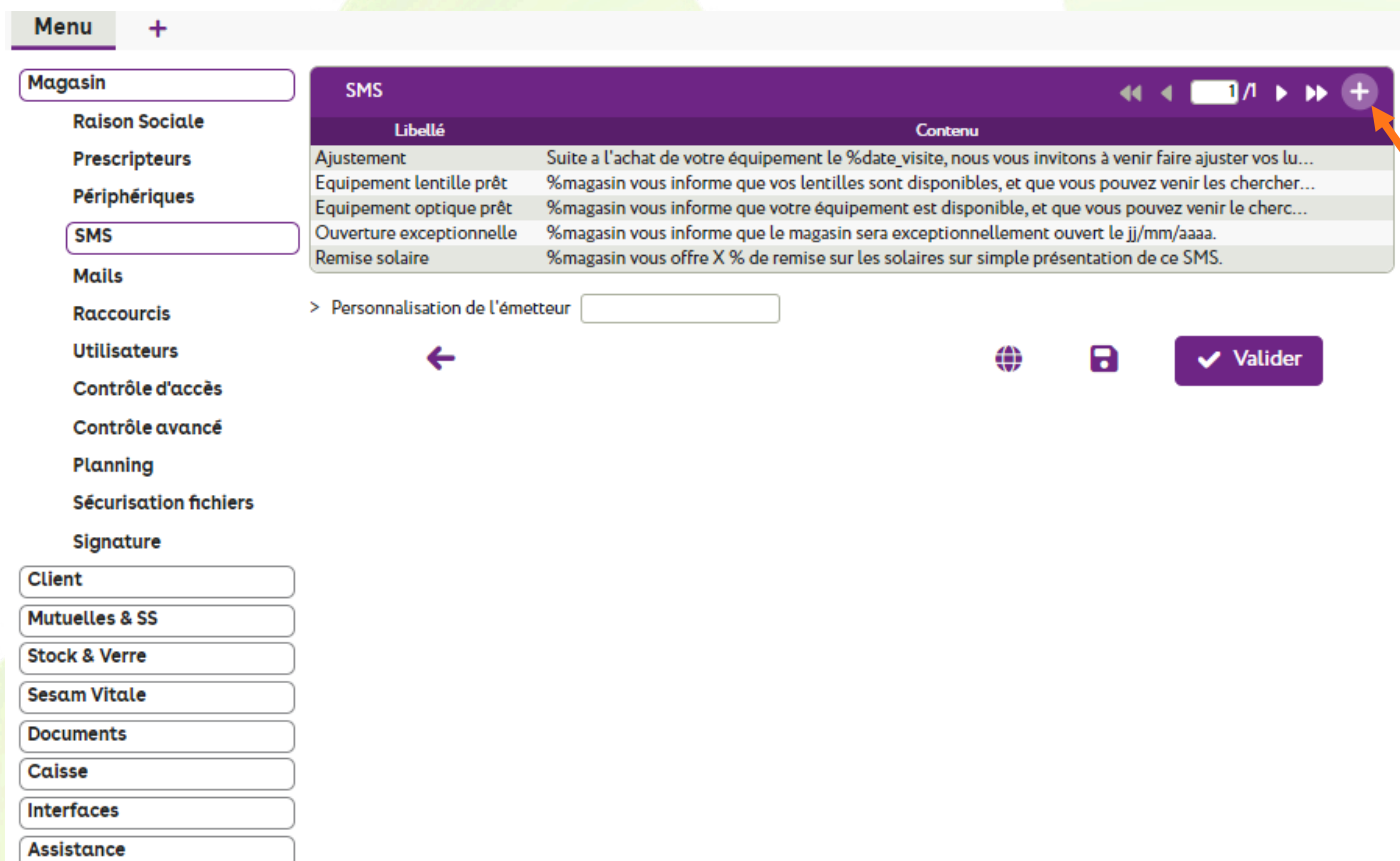 Menu +
Magasin
Raison Sociale
Prescripteurs
Périphériques
SMS
Mails
Raccourcis
Utilisateurs
Contrôle d'accès
Contrôle avancé
Planning
Sécurisation fichiers
Signature
Client
Mutuelles & SS
Stock & Verre
Sesam Vitale
Documents
Caisse
Interfaces
Assistance
SMS 1 /1 +
Libellé Contenu
Ajustement Suite a l'achat de votre équipement le %date_visite, nous vous invitons à venir faire ajuster vos lu...
Equipement lentille prêt %magasin vous informe que vos lentilles sont disponibles, et que vous pouvez venir les chercher...
Equipement optique prêt %magasin vous informe que votre équipement est disponible, et que vous pouvez venir le cherc...
Ouverture exceptionnelle %magasin vous informe que le magasin sera exceptionnellement ouvert le jj/mm/aaaa.
Remise solaire %magasin vous offre X % de remise sur les solaires sur simple présentation de ce SMS.
> Personnalisation de l'émetteur
Valider